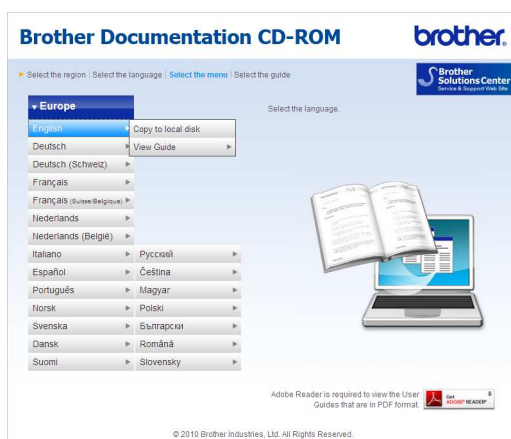 Brother Documentation CD-ROM
brother
Select the region | Select the language | Select the menu | Select the guide
Brother
Solutions Center
Service & Support Web Site
Europe
Select the language.
English
Copy to local disk
Deutsch
View Guide
Deutsch (Schweiz)
Français
Français (Suisse/Belgique)
Nederlands
Nederlands (België)
Italiano
Русский
Español
Čeština
Português
Magyar
Norsk
Polski
Svenska
Български
Dansk
Română
Suomi
Slovensky
Adobe Reader is required to view the User
Guides that are in PDF format.
Get
ADOBE® READER®
© 2010 Brother Industries, Ltd. All Rights Reserved.